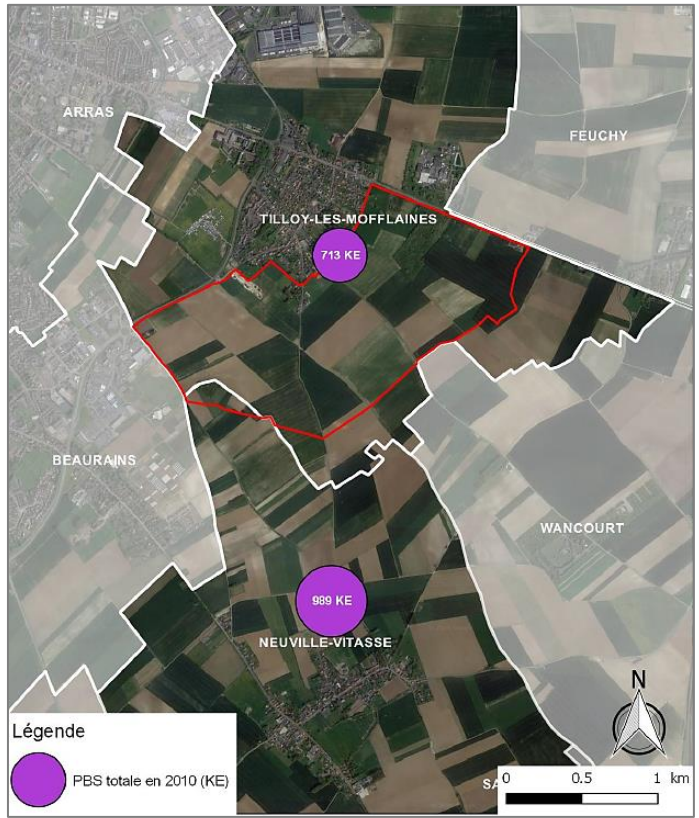 ARRAS
FEUCHY
TILLOY-LES-MOFFLAINES
713 KE
BEAURAINS
WANCOURT
989 KE
NEUVILLE-VITASSE
N
Légende
PBS totale en 2010 (KE)
0 0.5 1 km
SA